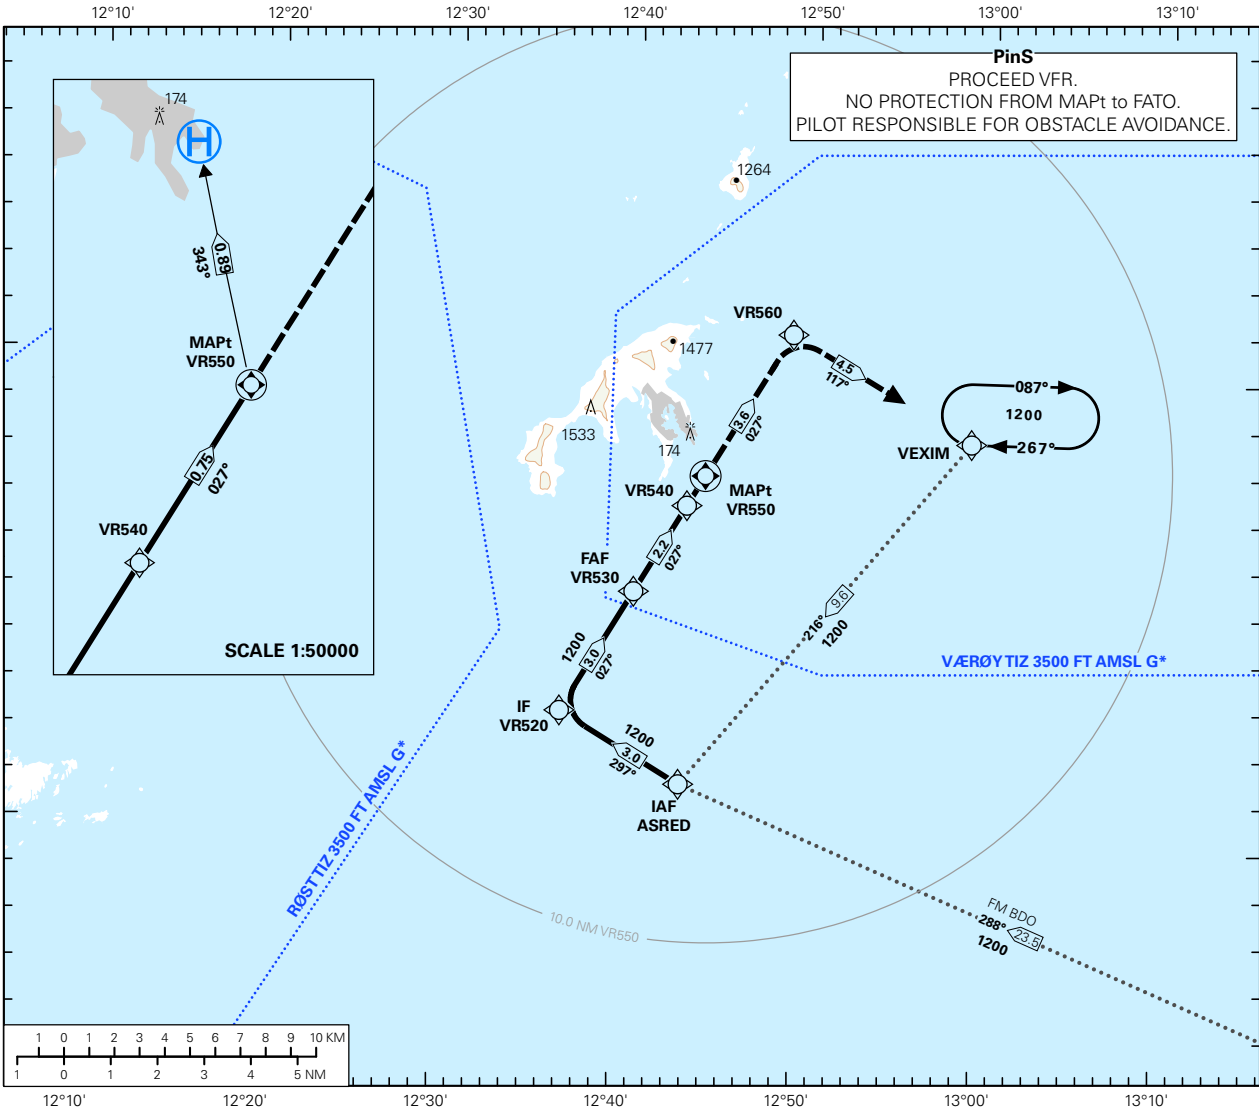 12°10'
12°20'
12°30'
12°40'
12°50'
13°00'
13°10'
PinS
PROCEED VFR.
NO PROTECTION FROM MAPt to FATO.
PILOT RESPONSIBLE FOR OBSTACLE AVOIDANCE.
174
H
0.89
343°
MAPt
VR550
0.75
027°
VR540
SCALE 1:50000
1264
1477
1533
174
VR560
4.5
117°
3.6
027°
087°
1200
267°
VEXIM
VR540
MAPt
VR550
2.2
027°
FAF
VR530
9.6
216°
1200
1200
3.0
027°
VÆRØY TIZ 3500 FT AMSL G*
IF
VR520
1200
3.0
297°
IAF
ASRED
RØST TIZ 3500 FT AMSL G*
10.0 NM VR550
FM BDO
288°
23.5
1200
1 0 1 2 3 4 5 6 7 8 9 10 KM
1 0 1 2 3 4 5 NM
12°10'
12°20'
12°30'
12°40'
12°50'
13°00'
13°10'